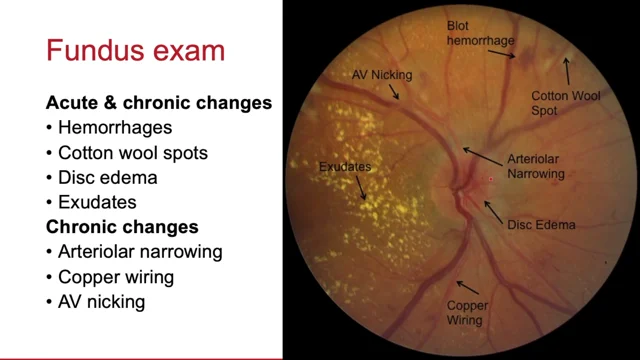 Fundus exam
Acute & chronic changes
• Hemorrhages
• Cotton wool spots
• Disc edema
• Exudates
Chronic changes
• Arteriolar narrowing
• Copper wiring
• AV nicking
Blot
hemorrhage
AV Nicking
Cotton Wool
Spot
Exudates
Arteriolar
Narrowing
Disc Edema
Copper
Wiring